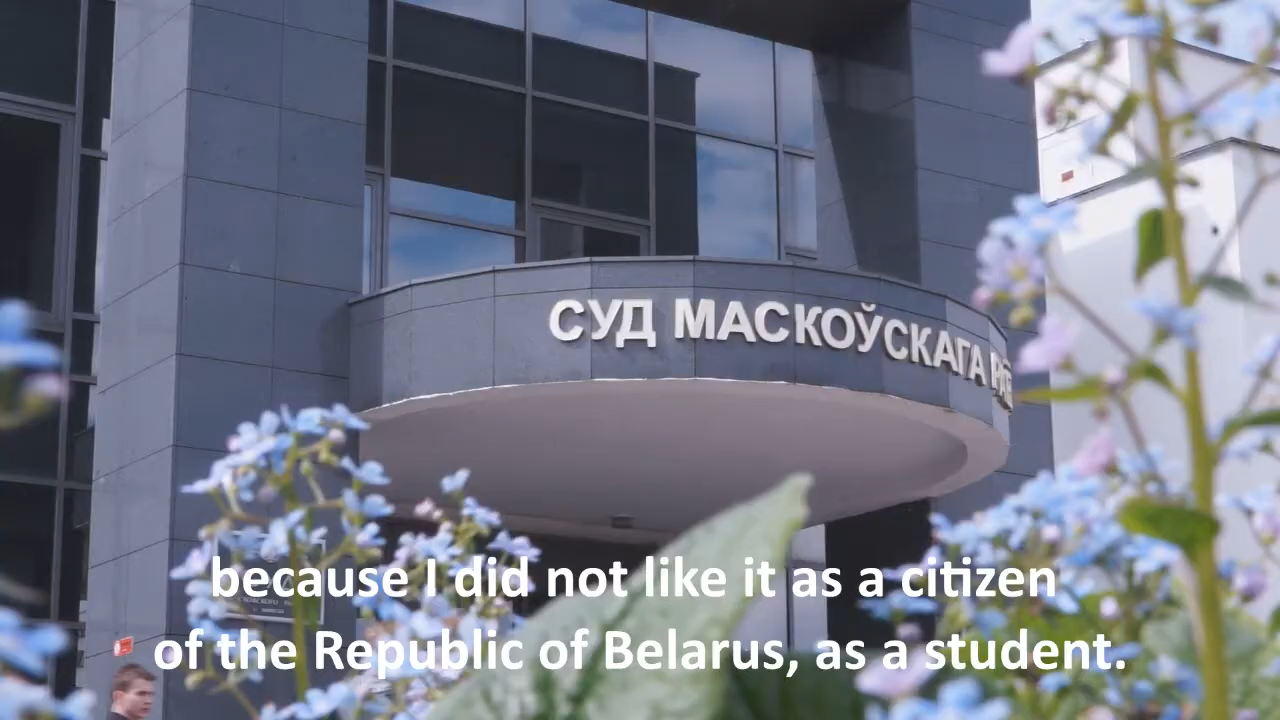 СУД МАСКОЎСКАГА
because I did not like it as a citizen
of the Republic of Belarus, as a student.